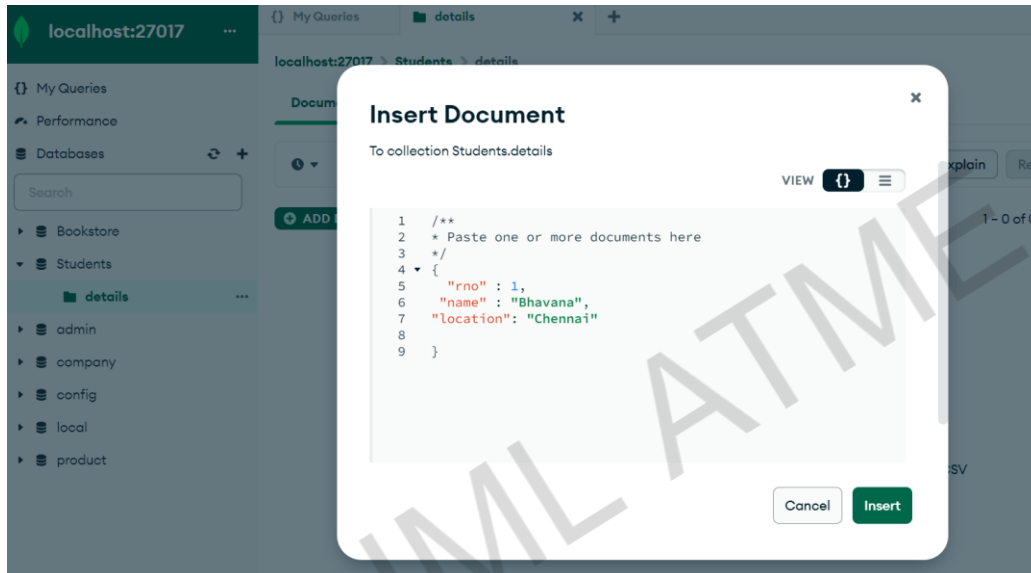 localhost:27017 ...
{} My Queries
Performance
Databases
Search
Bookstore
Students
details ...
admin
company
config
local
product
{} My Queries
details
localhost:27017 > Students > details
Docum
ADD
Insert Document
To collection Students.details
VIEW {}
1 /**
2 * Paste one or more documents here
3 */
4 {
5 "rno" : 1,
6 "name" : "Bhavana",
7 "location": "Chennai"
8
9 }
Cancel Insert
xplain Re
1 – 0 of
CSV
ML ATME